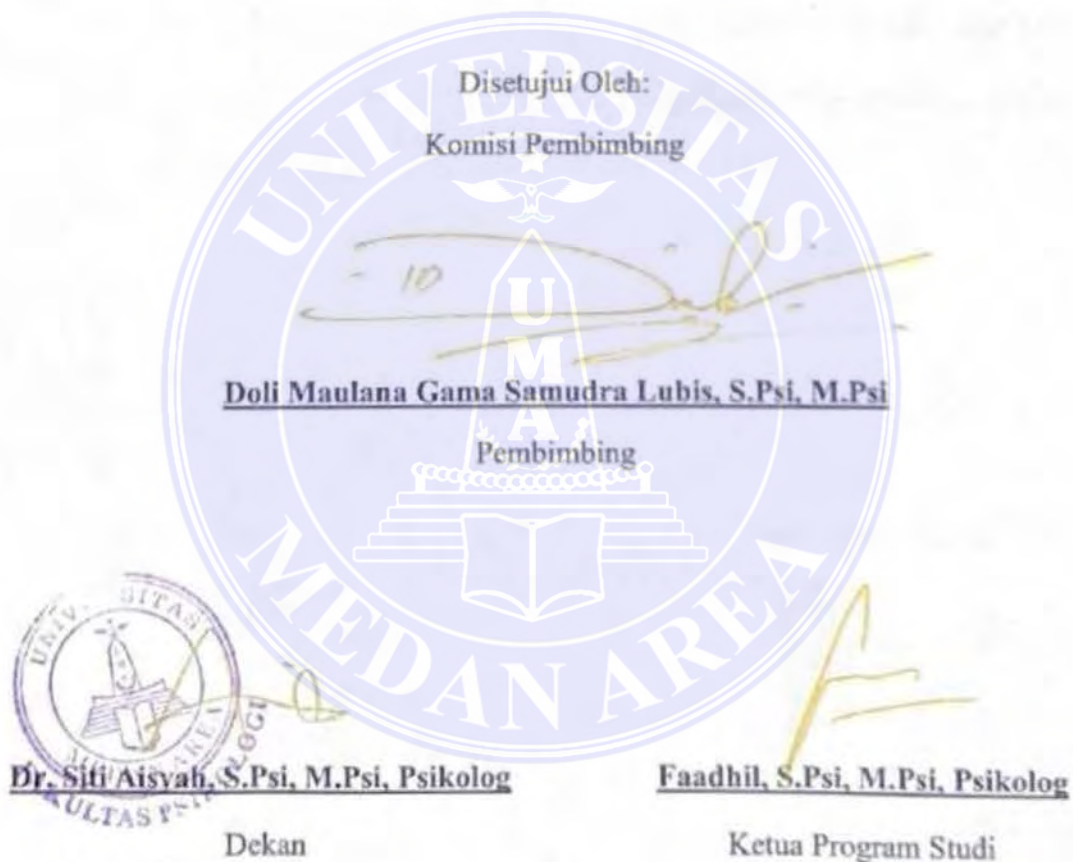 Disetujui Oleh:
Komisi Pembimbing
UNIVERSITAS
UMA
MEDAN AREA
Doli Maulana Gama Samudra Lubis, S.Psi, M.Psi
Pembimbing
Dr. Siti Aisyah, S.Psi, M.Psi, Psikolog
Dekan
Faadhil, S.Psi, M.Psi, Psikolog
Ketua Program Studi